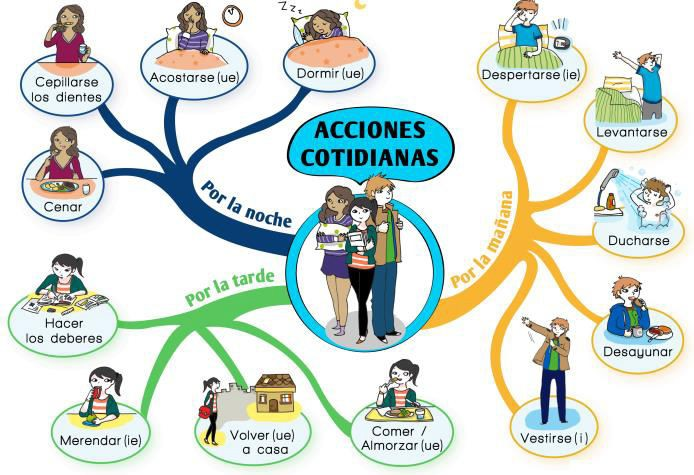 ACCIONES
COTIDIANAS
Por la mañana
Despertarse (ie)
Levantarse
Ducharse
Desayunar
Vestirse (i)
Por la tarde
Comer /
Almorzar (ue)
Volver (ue)
a casa
Merendar (ie)
Hacer
los deberes
Por la noche
Cenar
Cepillarse
los dientes
Acostarse (ue)
Dormir (ue)
Z Z Z